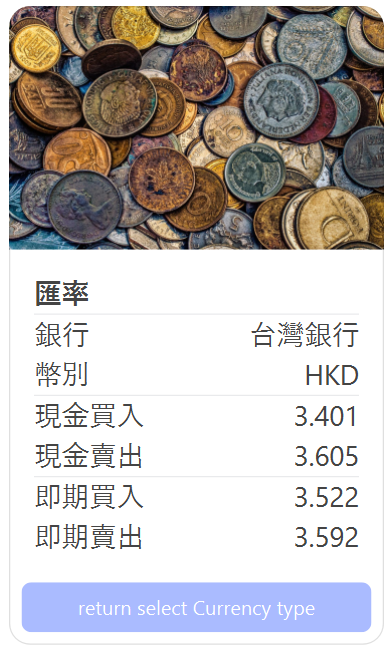 匯率
銀行 台灣銀行
幣別 HKD
現金買入 3.401
現金賣出 3.605
即期買入 3.522
即期賣出 3.592
return select Currency type